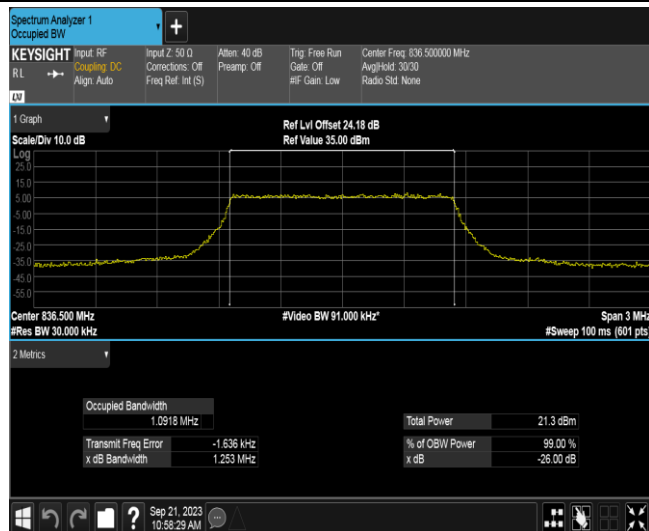 Spectrum Analyzer 1
Occupied BW
+
KEYSIGHT
RL
Input: RF
Coupling: DC
Align: Auto
Input Z: 50 Ω
Corrections: Off
Freq Ref: Int (S)
Atten: 40 dB
Preamp: Off
Trig: Free Run
Gate: Off
#IF Gain: Low
Center Freq: 836.500000 MHz
Avg|Hold: 30/30
Radio Std: None
1 Graph
Scale/Div 10.0 dB
Ref Lvl Offset 24.18 dB
Ref Value 35.00 dBm
Log
25.0
15.0
5.00
-5.00
-15.0
-25.0
-35.0
-45.0
-55.0
Center 836.500 MHz
#Res BW 30.000 kHz
#Video BW 91.000 kHz*
Span 3 MHz
#Sweep 100 ms (601 pts)
2 Metrics
Occupied Bandwidth
1.0918 MHz
Transmit Freq Error -1.636 kHz
x dB Bandwidth 1.253 MHz
Total Power 21.3 dBm
% of OBW Power 99.00 %
x dB -26.00 dB
?
Sep 21, 2023
10:58:29 AM